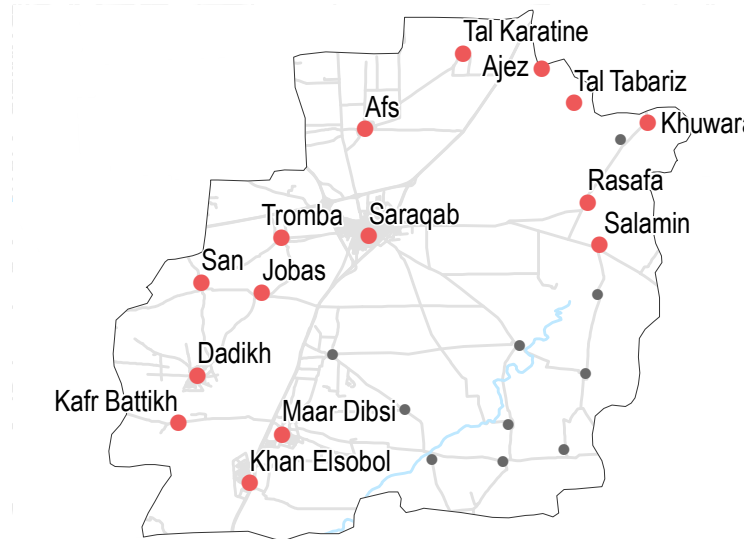 Tal Karatine
Ajez
Tal Tabariz
Afs
Khuwara
Rasafa
Tromba
Saraqab
Salamin
San
Jobas
Dadikh
Kafr Battikh
Maar Dibsi
Khan Elsobol